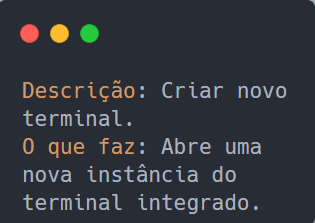 Descrição: Criar novo
terminal.
O que faz: Abre uma
nova instância do
terminal integrado.